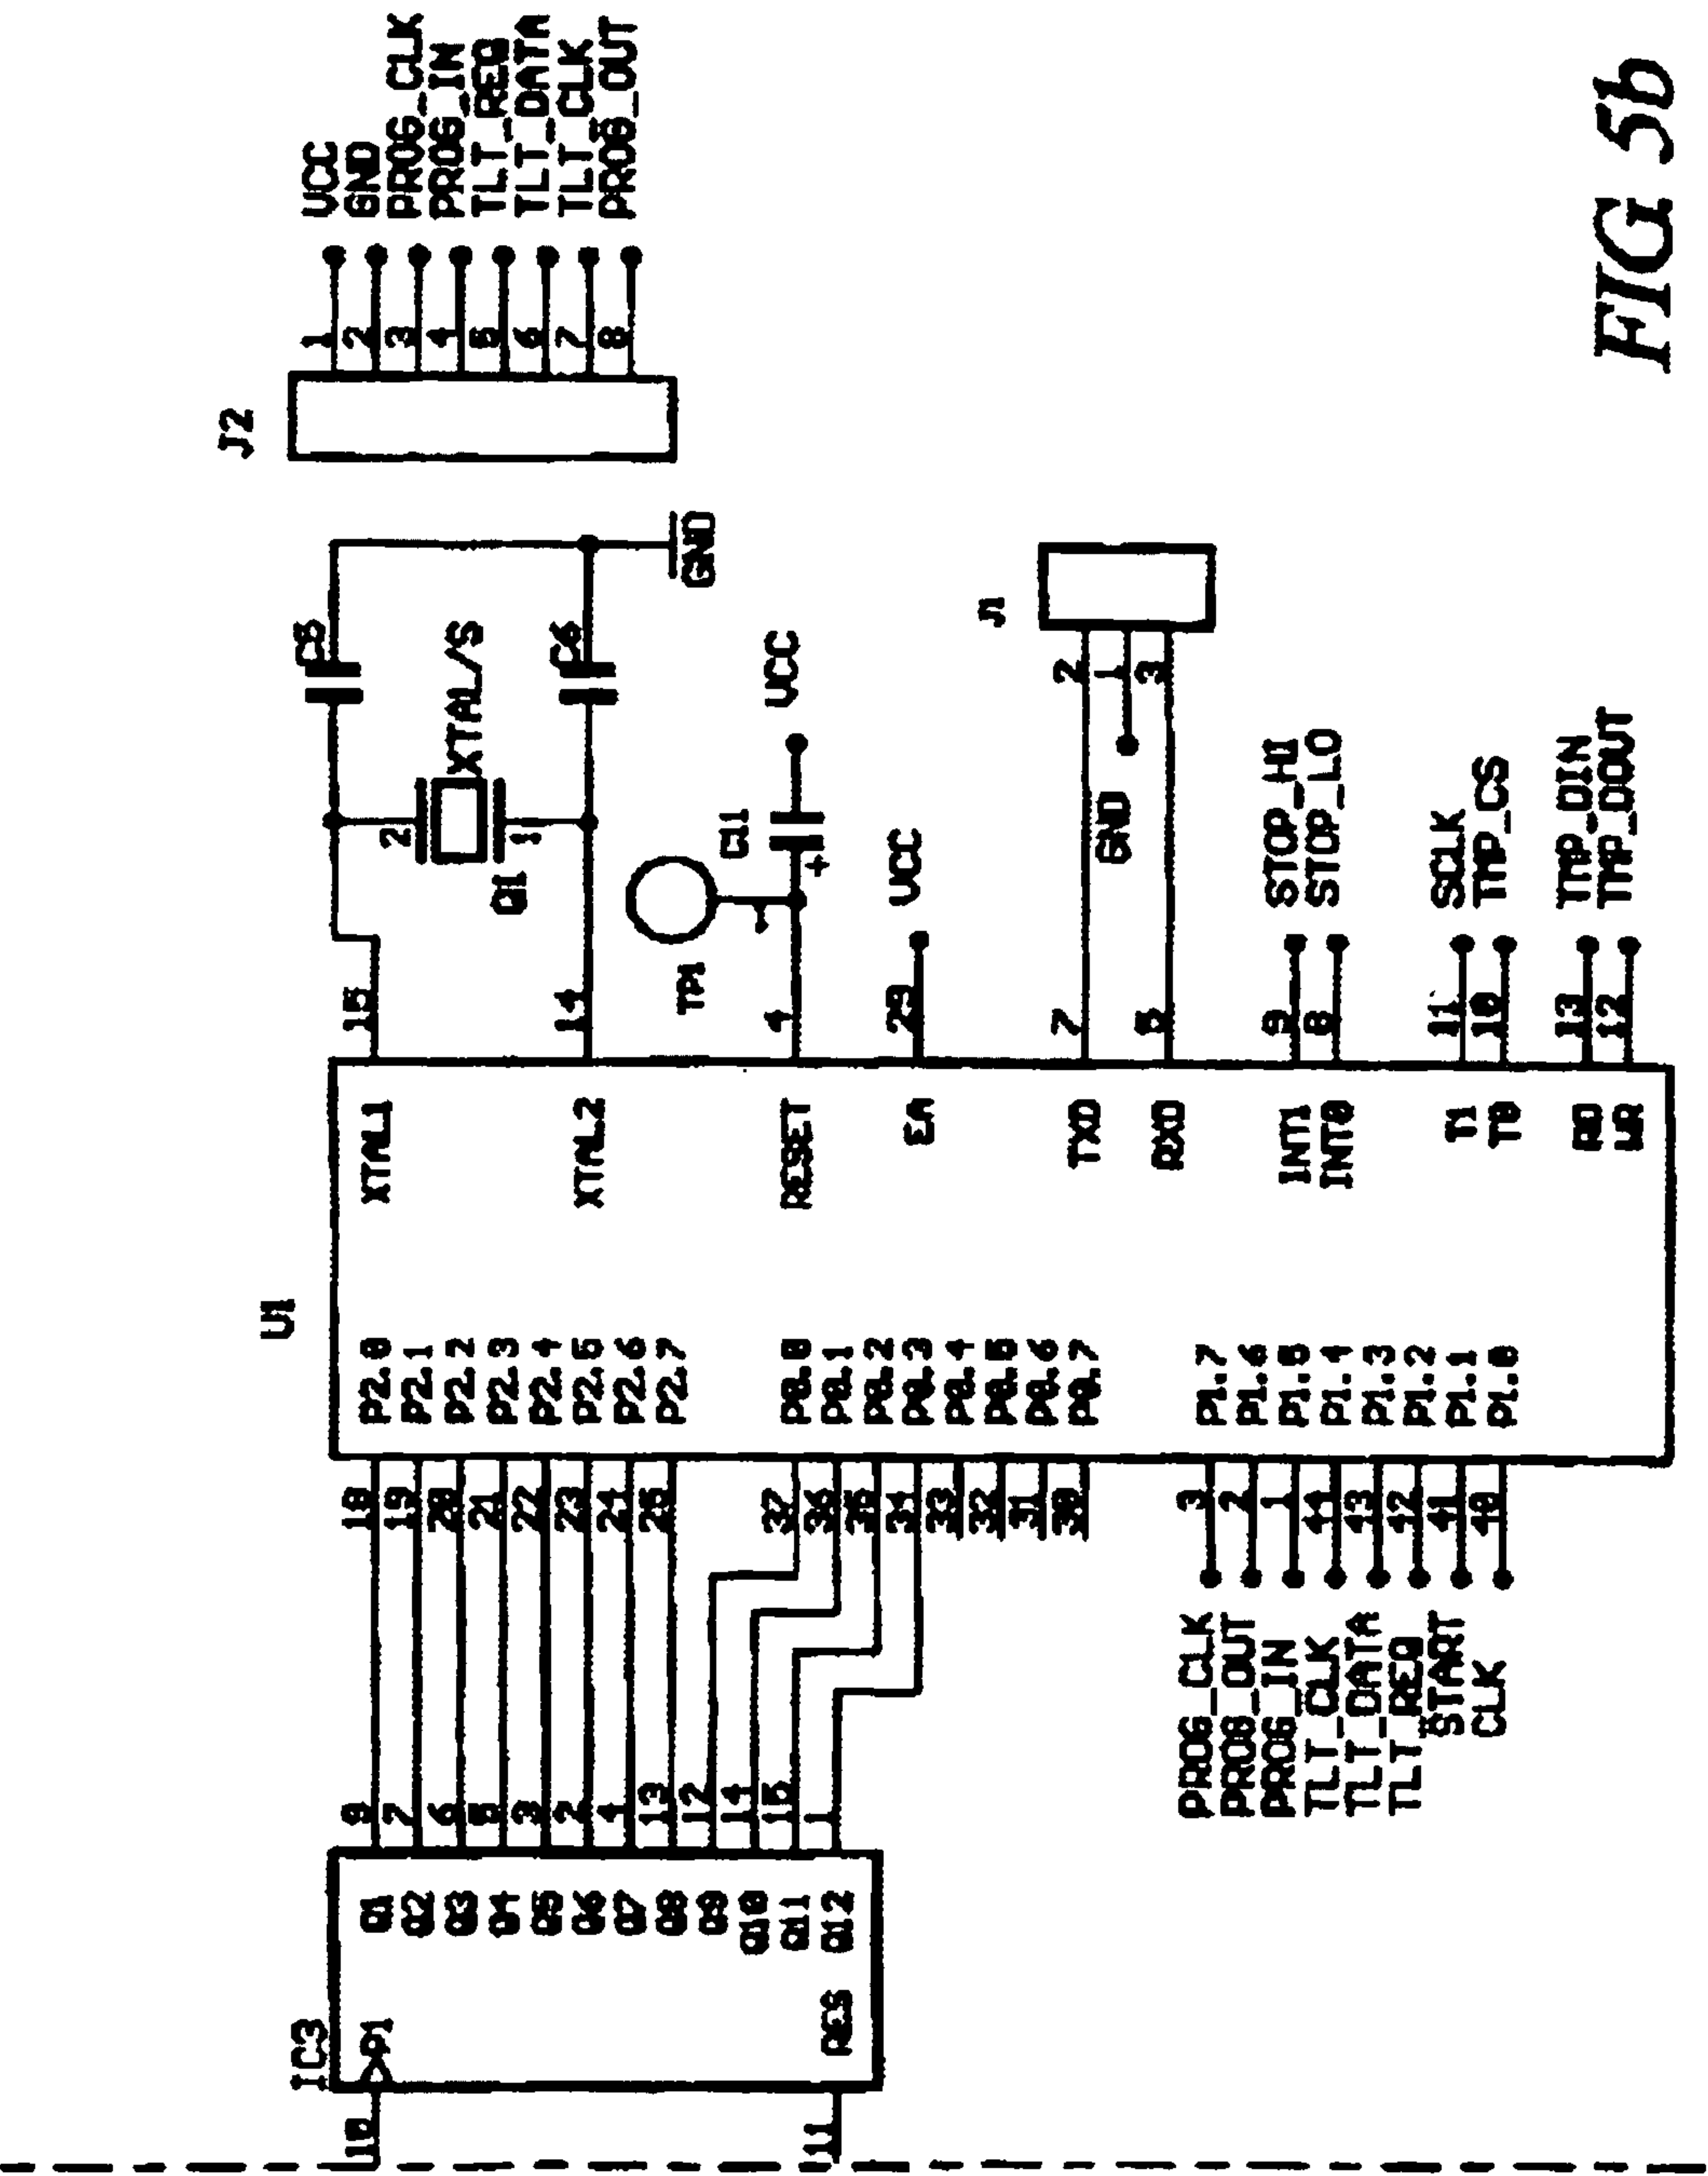 IC3
10
11
Φ1
RES
Q1
Q2
Q3
Q4
Q5
Q6
Q7
Q8
Q9
Q10
Q11
Q12
9
7
6
5
3
2
4
13
12
14
15
1
U1
18
19
20
21
22
23
24
25
37
36
35
34
33
32
31
30
P2.0
P2.1
P2.2
P2.3
P2.4
P2.5
P2.6
P2.7
P0.0
P0.1
P0.2
P0.3
P0.4
P0.5
P0.6
P0.7
PROG_CLK
PROG_OUT
PROG_IN
TLT_CLK
TLT_DATA
TLT_REQ
START
CLK
3
2
1
44
43
42
41
40
P1.7
P1.6
P1.5
P1.4
P1.3
P1.2
P1.1
P1.0
XTAL1
XTAL2
RESET
EA
TXD
RXD
INT1
INT0
T1
T0
RD
WR
15
14
4
29
7
5
9
8
11
10
13
12
TP1
C11
+
VCC
VCC
Q1
2
1
XTAL/S
C5
C6
GND
GND
2
1
3
J1
STOP_HI
STOP_LO
SCLK
TMP_CS
TMP_DIN
TMP_DOUT
J2
1
2
3
4
5
6
7
8
VCC
GND
PROG_CLK
PROG_IN
TLT_REQ
TLT_DATA
TLT_CLK
PROG_OUT
FIG 5b